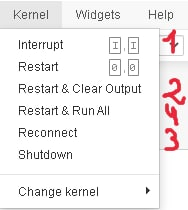 Kernel Widgets Help
Interrupt I , I
Restart 0 , 0
Restart & Clear Output
Restart & Run All
Reconnect
Shutdown
Change kernel
1
2
4
3